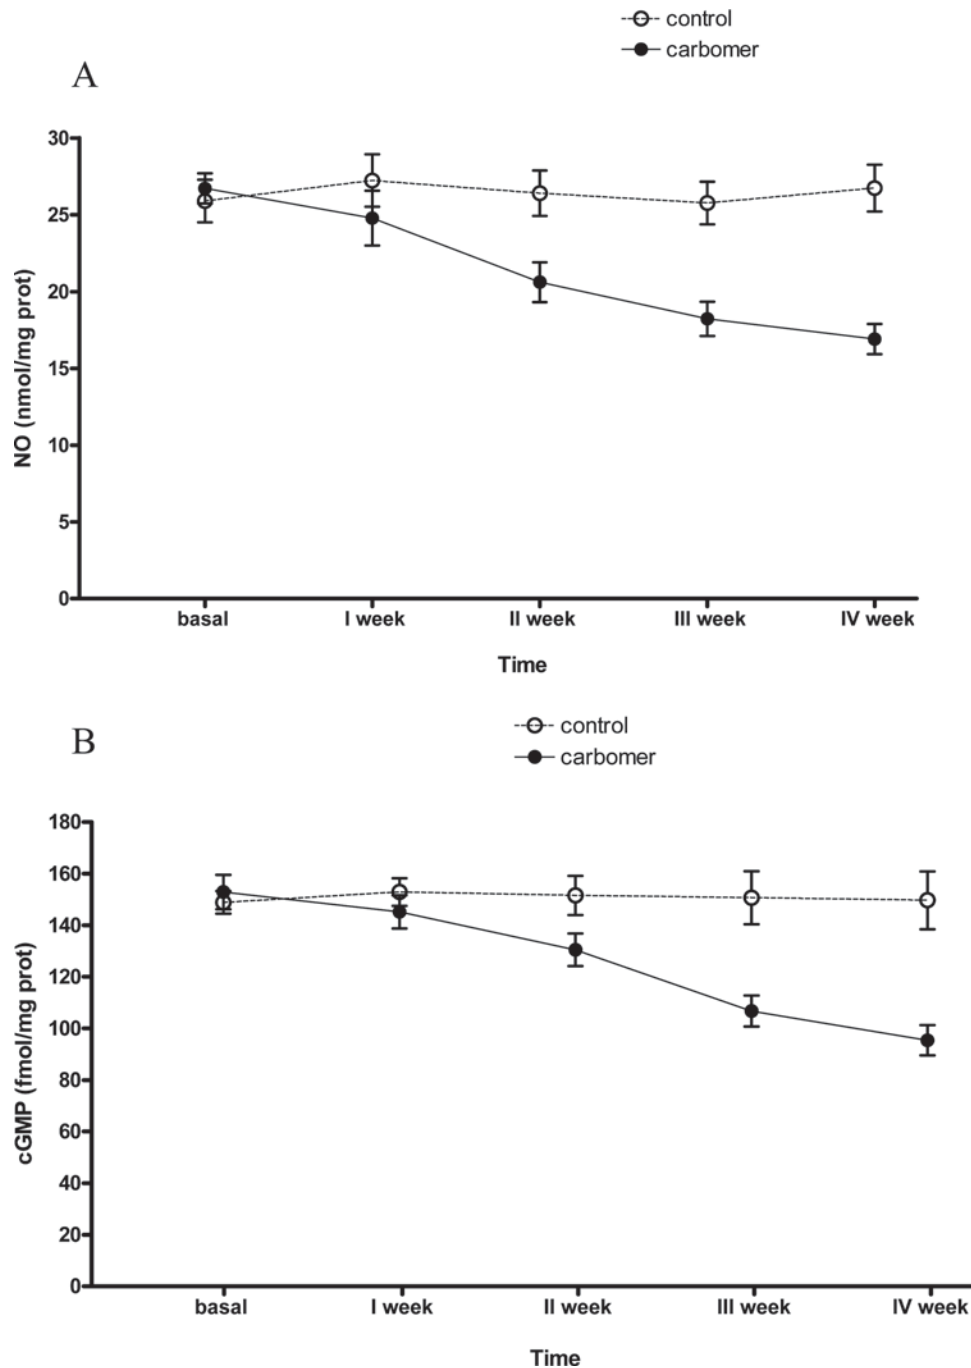 control
carbomer
A
30
25
20
15
10
5
0
NO (nmol/mg prot)
basal I week II week III week IV week
Time
control
carbomer
B
180
160
140
120
100
80
60
40
20
0
cGMP (fmol/mg prot)
basal I week II week III week IV week
Time